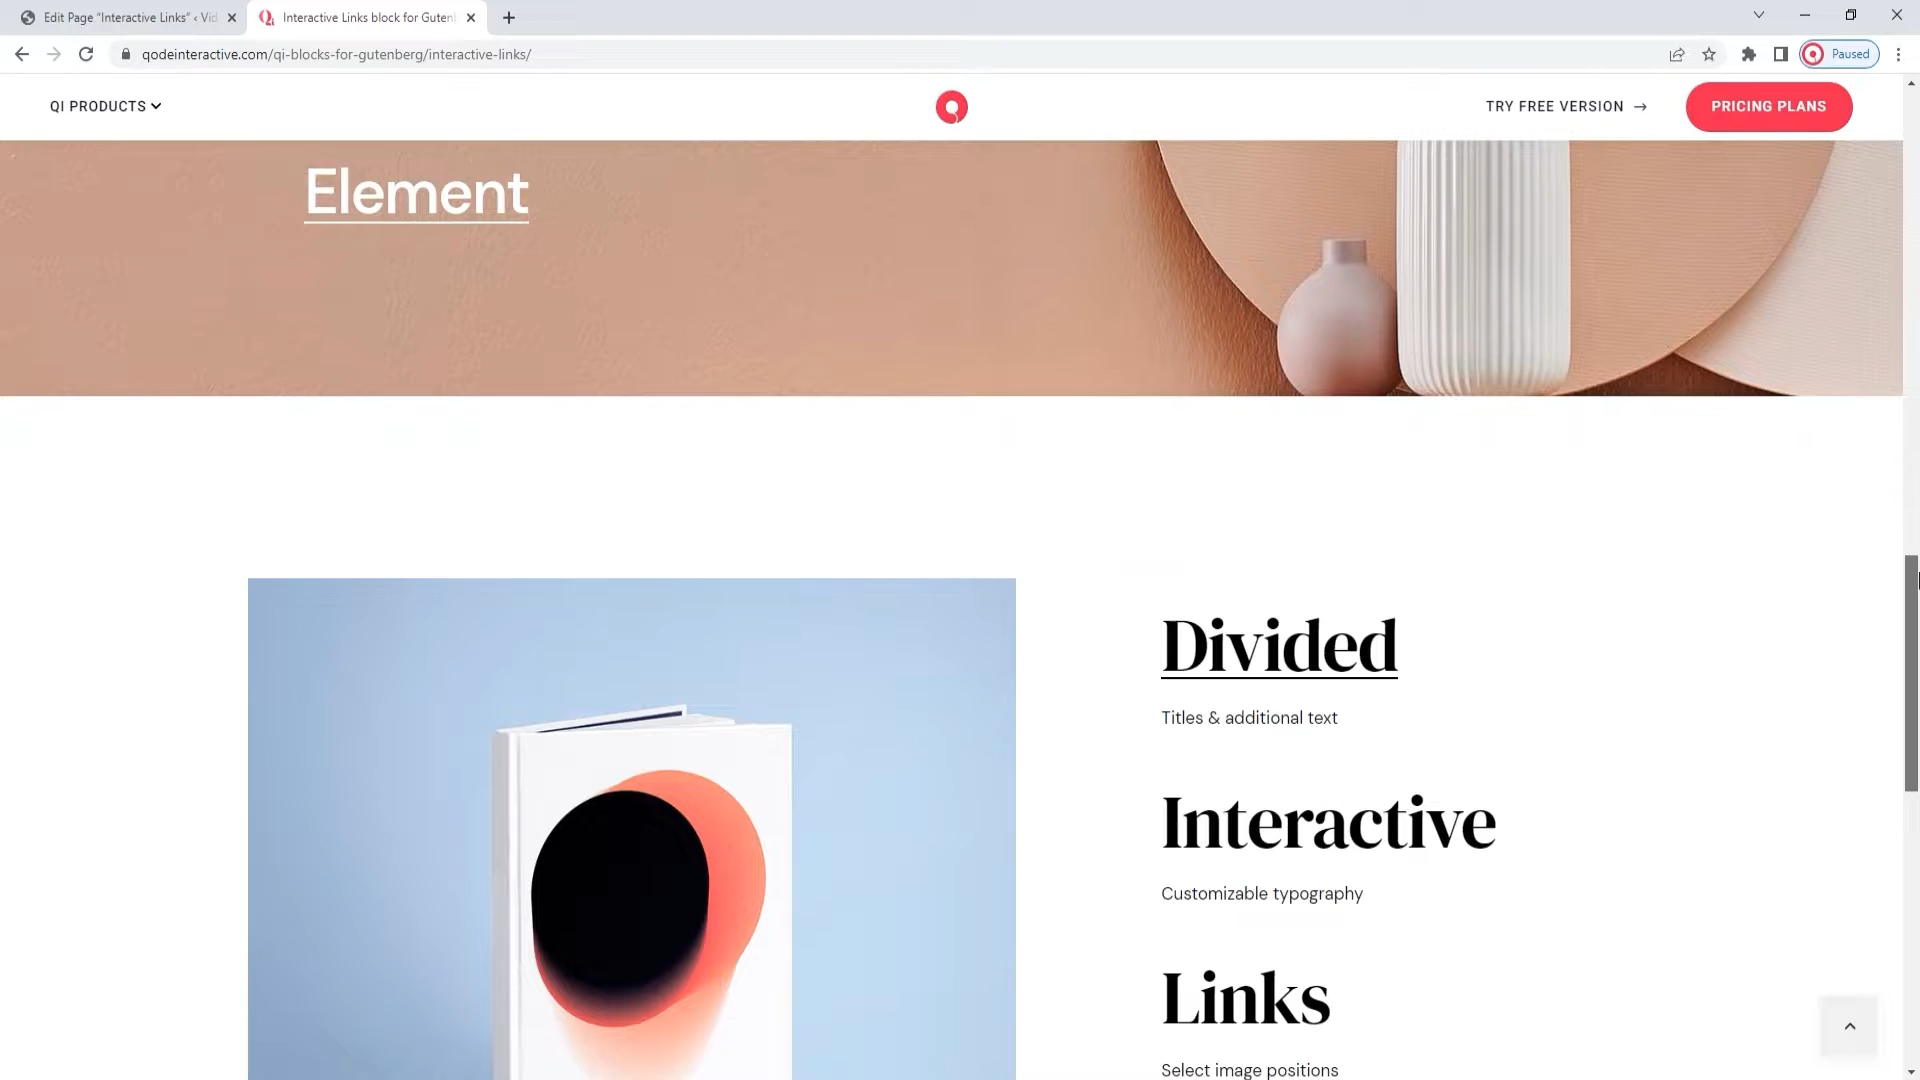 Edit Page “Interactive Links” ‹ Vid
Interactive Links block for Guten
qodeinteractive.com/qi-blocks-for-gutenberg/interactive-links/
Paused
QI PRODUCTS
TRY FREE VERSION →
PRICING PLANS
Element
Divided
Titles & additional text
Interactive
Customizable typography
Links
Select image positions